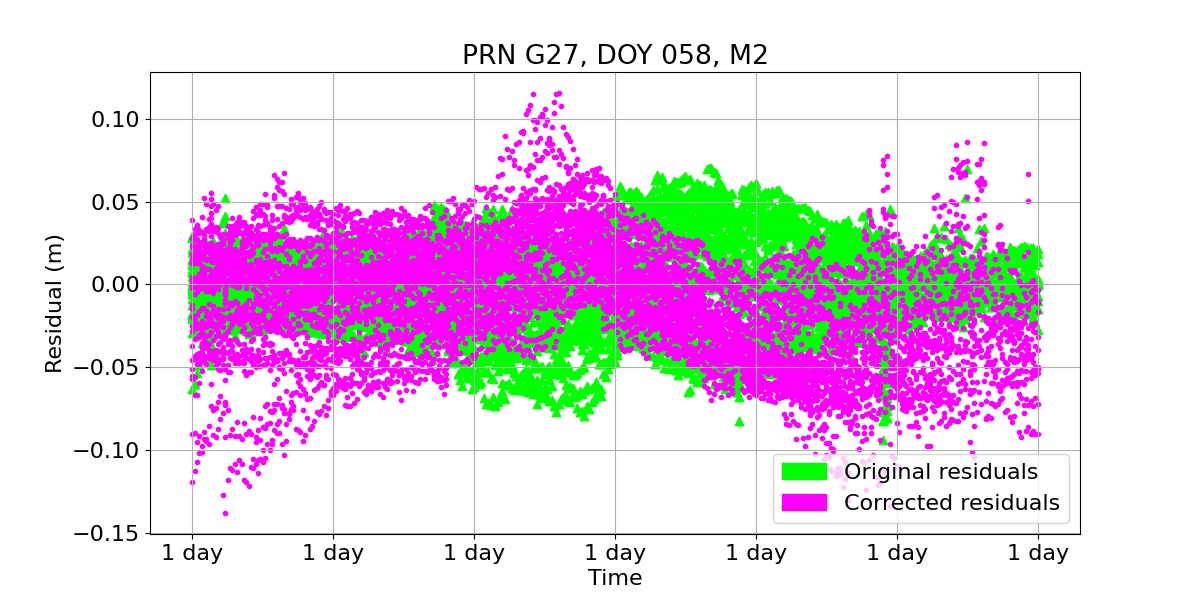 PRN G27, DOY 058, M2
Residual (m)
0.10
0.05
0.00
−0.05
−0.10
−0.15
Original residuals
Corrected residuals
1 day 1 day 1 day 1 day 1 day 1 day 1 day
Time